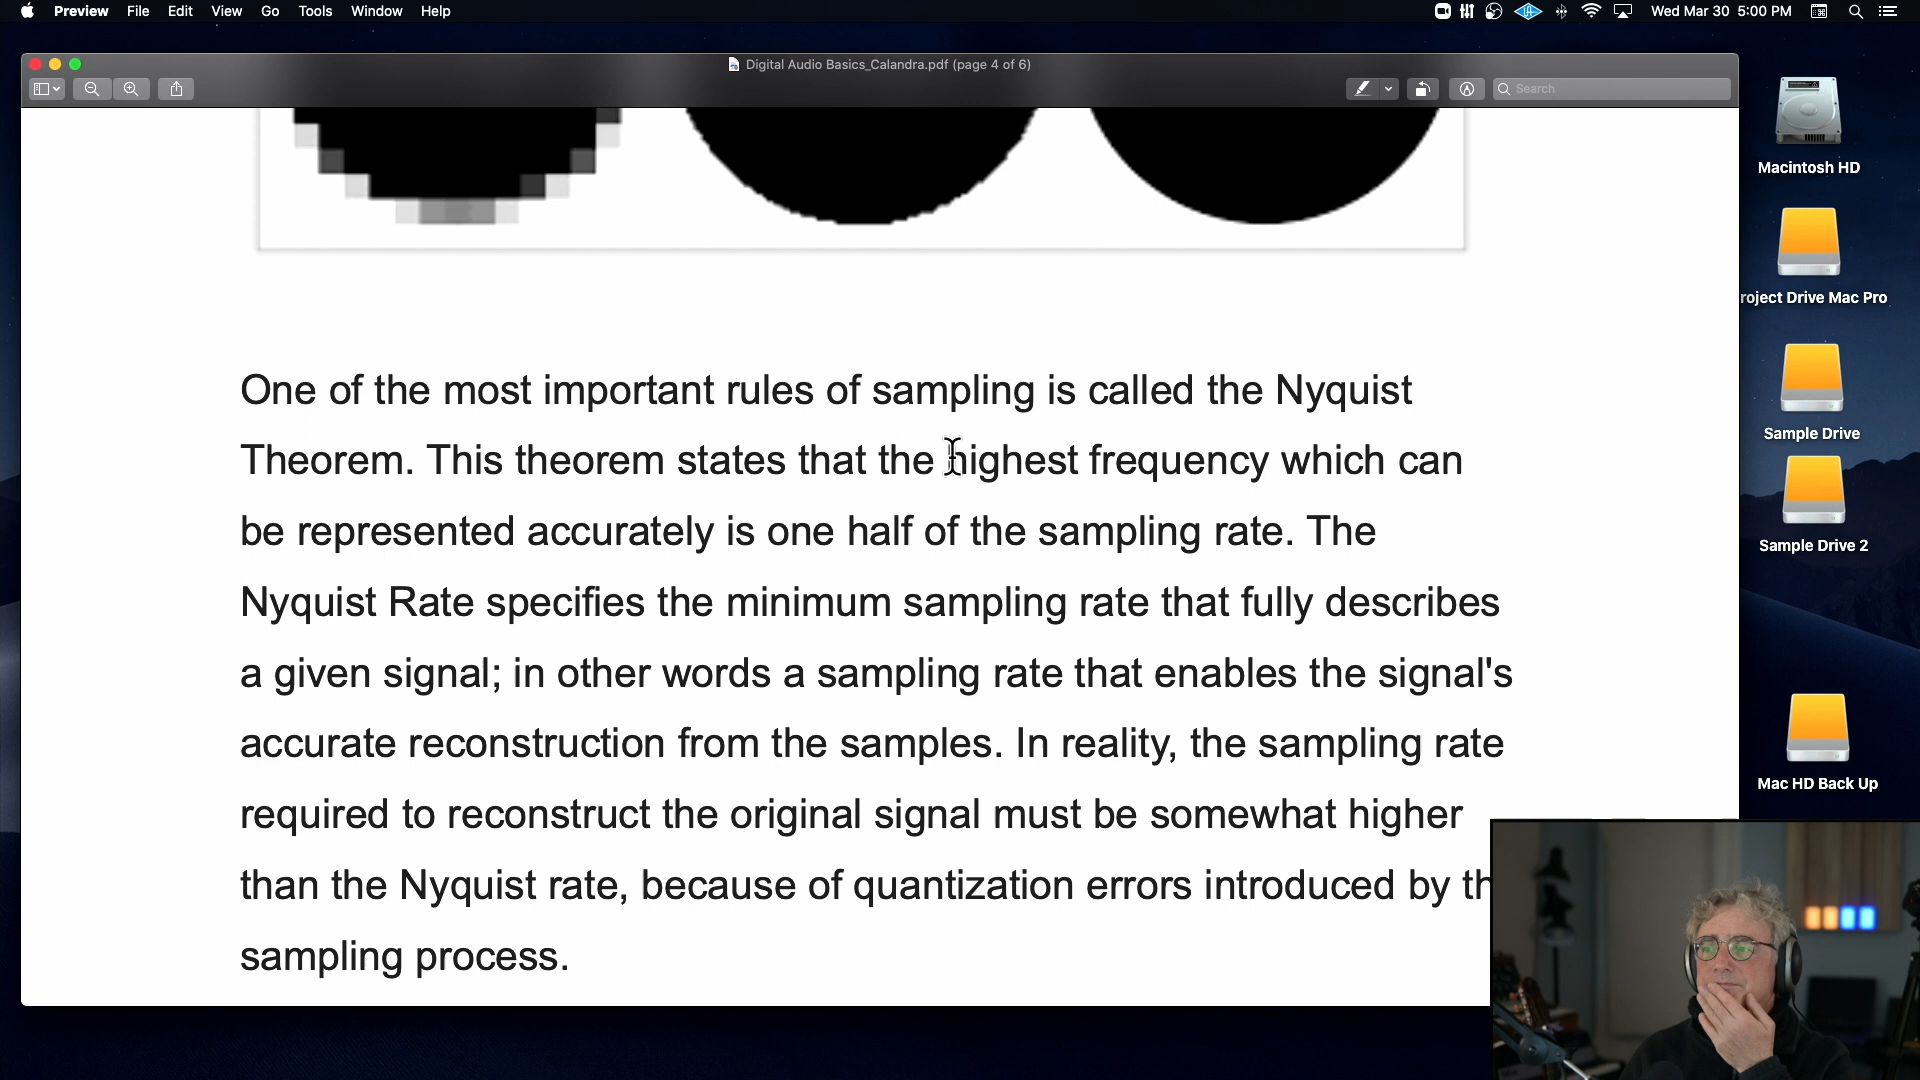 Preview File Edit View Go Tools Window Help
Wed Mar 30 5:00 PM
Digital Audio Basics_Calandra.pdf (page 4 of 6)
Search
Macintosh HD
roject Drive Mac Pro
Sample Drive
Sample Drive 2
Mac HD Back Up
One of the most important rules of sampling is called the Nyquist
Theorem. This theorem states that the highest frequency which can
be represented accurately is one half of the sampling rate. The
Nyquist Rate specifies the minimum sampling rate that fully describes
a given signal; in other words a sampling rate that enables the signal's
accurate reconstruction from the samples. In reality, the sampling rate
required to reconstruct the original signal must be somewhat higher
than the Nyquist rate, because of quantization errors introduced by th
sampling process.